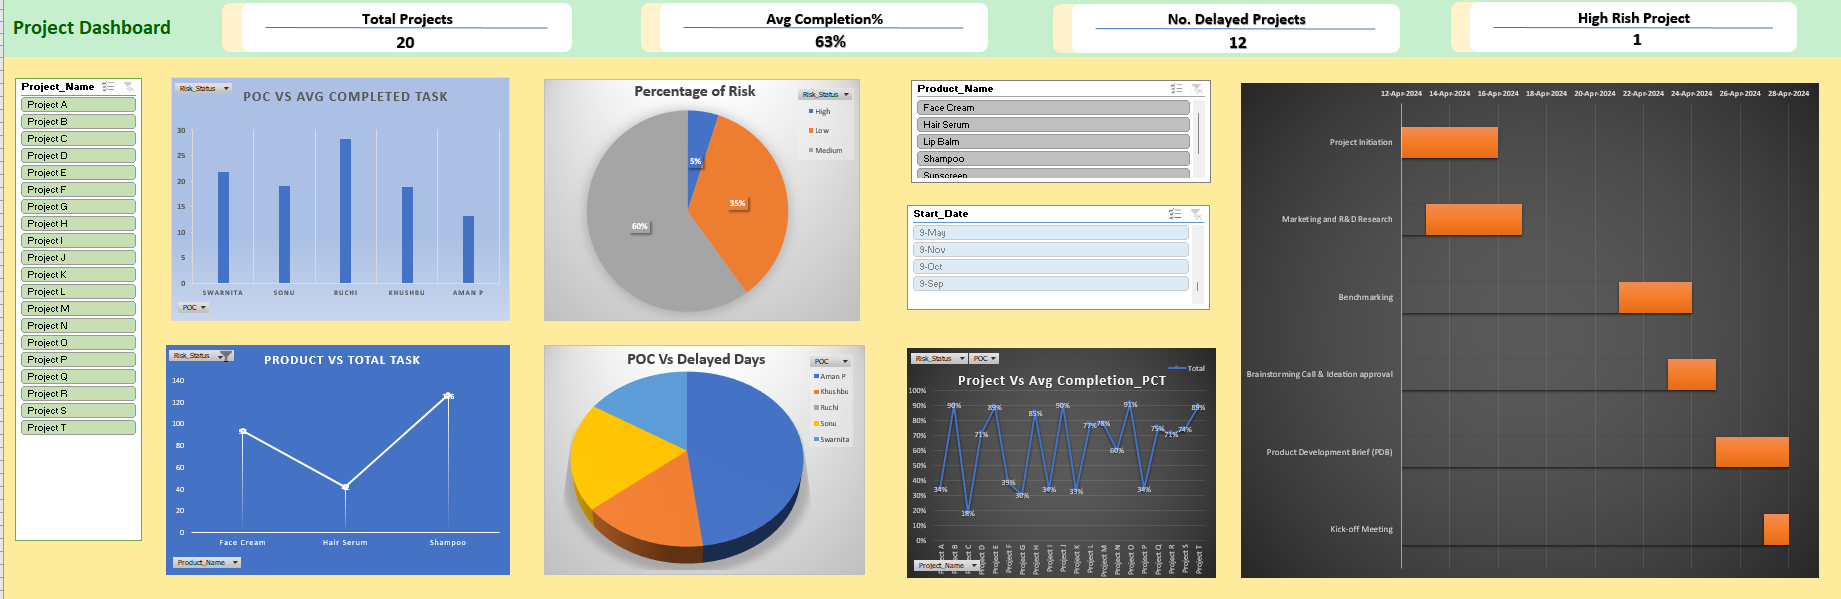 Project Dashboard
Total Projects
20
Avg Completion%
63%
No. Delayed Projects
12
High Rish Project
1
Project_Name
Project A
Project B
Project C
Project D
Project E
Project F
Project G
Project H
Project I
Project J
Project K
Project L
Project M
Project N
Project O
Project P
Project Q
Project R
Project S
Project T
Risk_Status
POC VS AVG COMPLETED TASK
30
25
20
15
10
5
0
SWARNITA SONU RUCHI KHUSHBU AMAN P
POC
Percentage of Risk
Risk_Status
High
Low
Medium
5%
35%
60%
Product_Name
Face Cream
Hair Serum
Lip Balm
Shampoo
Sunscreen
Start_Date
9-May
9-Nov
9-Oct
9-Sep
12-Apr-2024 14-Apr-2024 16-Apr-2024 18-Apr-2024 20-Apr-2024 22-Apr-2024 24-Apr-2024 26-Apr-2024 28-Apr-2024
Project Initiation
Marketing and R&D Research
Benchmarking
Brainstorming Call & Ideation approval
Product Development Brief (PDB)
Kick-off Meeting
Risk_Status
PRODUCT VS TOTAL TASK
140
120
100
80
60
40
20
0
Face Cream Hair Serum Shampoo
Product_Name
POC Vs Delayed Days
POC
Aman P
Khushbu
Ruchi
Sonu
Swarnita
Risk_Status POC
Total
Project Vs Avg Completion_PCT
100%
90%
80%
70%
60%
50%
40%
30%
20%
10%
0%
34% 90% 18% 71% 89% 39% 30% 85% 34% 90% 33% 77% 78% 60% 91% 34% 75% 71% 74% 89%
Project A Project B Project C Project D Project E Project F Project G Project H Project I Project J Project K Project L Project M Project N Project O Project P Project Q Project R Project S Project T
Project_Name